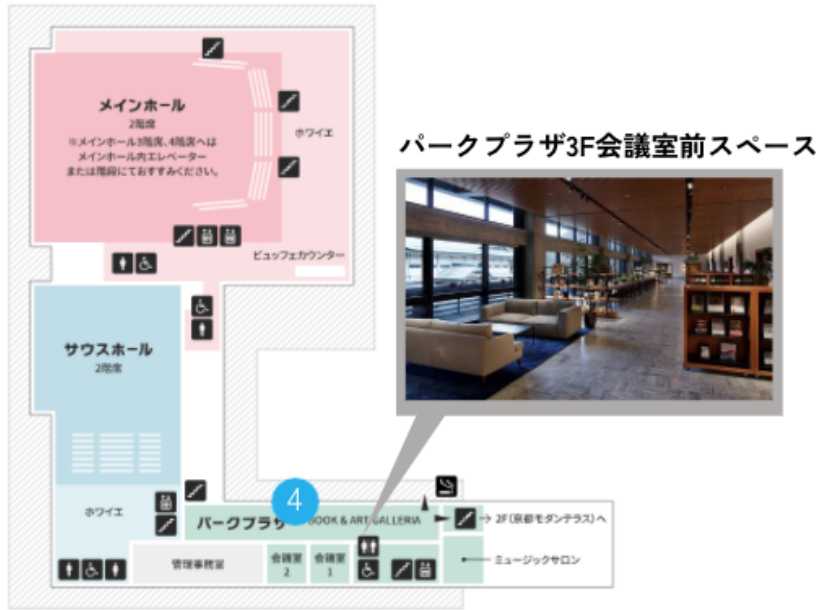 メインホール
2階席
※メインホール3階席、4階席へは
メインホール内エレベーター
または階段にておすすみください。
ホワイエ
パークプラザ3F会議室前スペース
ビュッフェカウンター
サウスホール
2階席
ホワイエ
4
パークプラザ
BOOK & ART GALLERIA
2F(京都モダンテラス)へ
管理事務室
会議室
2
会議室
1
ミュージックサロン